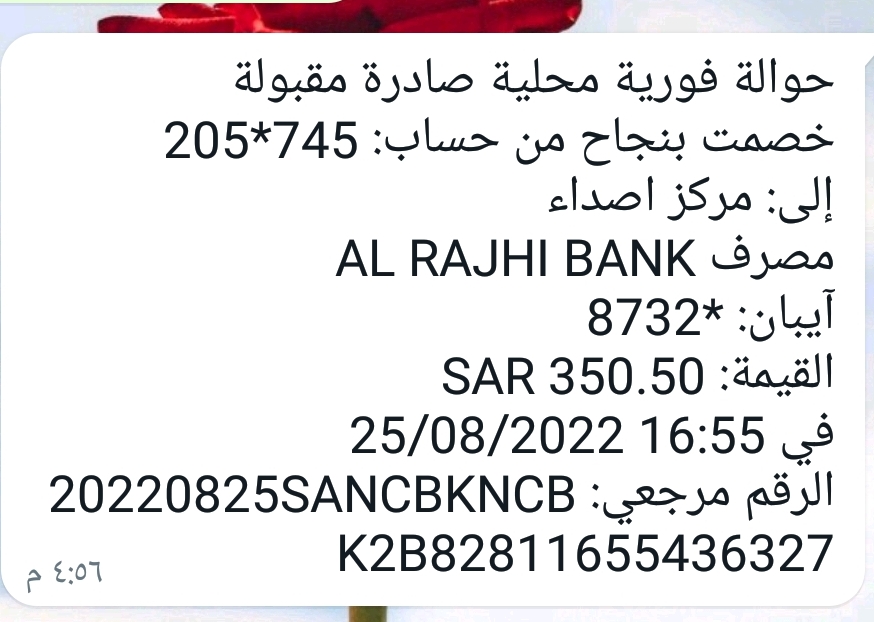 حوالة فورية محلية صادرة مقبولة
خصمت بنجاح من حساب: 745*205
إلى: مركز اصداء
مصرف AL RAJHI BANK
آيبان: *8732
القيمة: SAR 350.50
في 16:55 25/08/2022
الرقم مرجعي: 20220825SANCBKNCB
K2B82811655436327
٤:٥٦ م